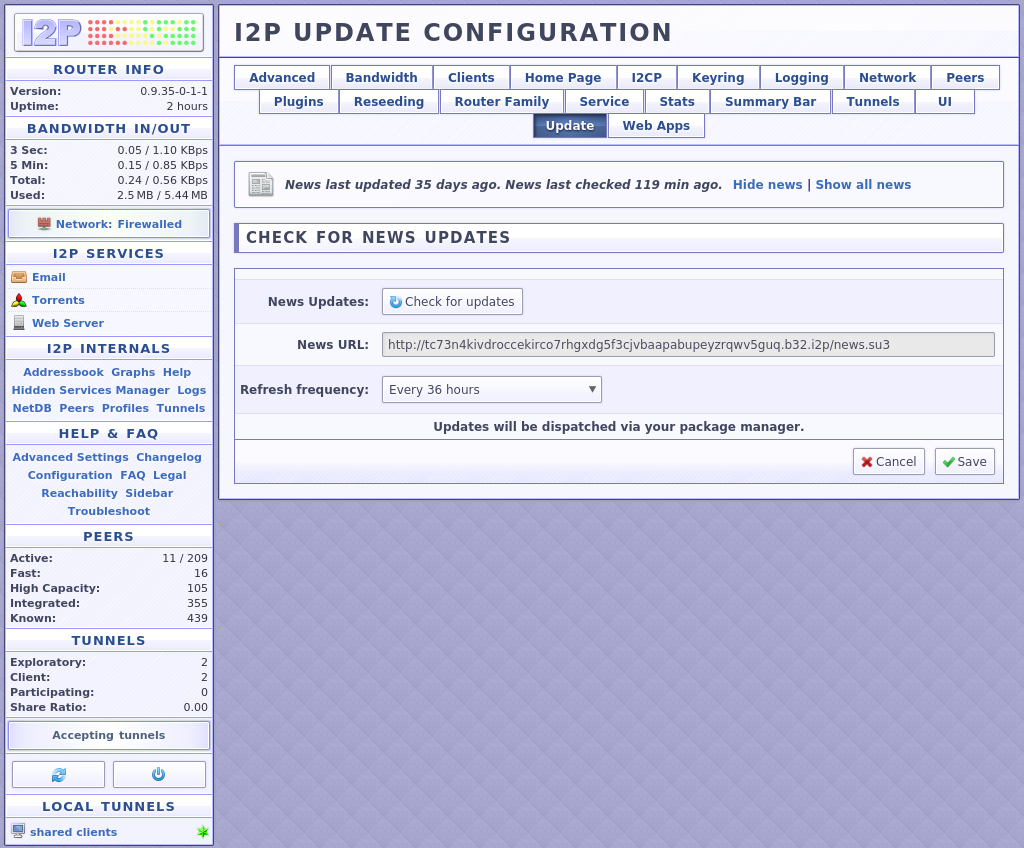 I2P
ROUTER INFO
Version: 0.9.35-0-1-1
Uptime: 2 hours
BANDWIDTH IN/OUT
3 Sec: 0.05 / 1.10 KBps
5 Min: 0.15 / 0.85 KBps
Total: 0.24 / 0.56 KBps
Used: 2.5 MB / 5.44 MB
Network: Firewalled
I2P SERVICES
Email
Torrents
Web Server
I2P INTERNALS
Addressbook Graphs Help
Hidden Services Manager Logs
NetDB Peers Profiles Tunnels
HELP & FAQ
Advanced Settings Changelog
Configuration FAQ Legal
Reachability Sidebar
Troubleshoot
PEERS
Active: 11 / 209
Fast: 16
High Capacity: 105
Integrated: 355
Known: 439
TUNNELS
Exploratory: 2
Client: 2
Participating: 0
Share Ratio: 0.00
Accepting tunnels
LOCAL TUNNELS
shared clients
I2P UPDATE CONFIGURATION
Advanced Bandwidth Clients Home Page I2CP Keyring Logging Network Peers
Plugins Reseeding Router Family Service Stats Summary Bar Tunnels UI
Update Web Apps
News last updated 35 days ago. News last checked 119 min ago. Hide news | Show all news
CHECK FOR NEWS UPDATES
News Updates: Check for updates
News URL: http://tc73n4kivdroccekirco7rhgxdg5f3cjvbaapabupeyzrqwv5guq.b32.i2p/news.su3
Refresh frequency: Every 36 hours
Updates will be dispatched via your package manager.
Cancel Save